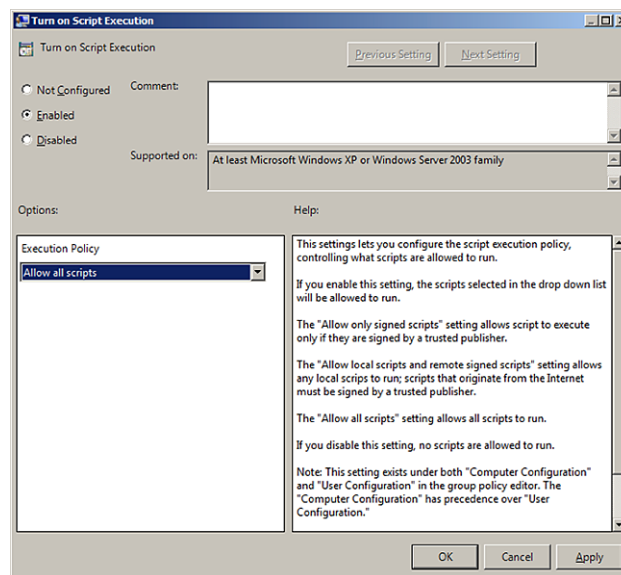 Turn on Script Execution
Turn on Script Execution
Previous Setting
Next Setting
Not Configured
Comment:
Enabled
Disabled
Supported on:
At least Microsoft Windows XP or Windows Server 2003 family
Options:
Help:
Execution Policy
Allow all scripts
This settings lets you configure the script execution policy,
controlling what scripts are allowed to run.
If you enable this setting, the scripts selected in the drop down list
will be allowed to run.
The "Allow only signed scripts" setting allows script to execute
only if they are signed by a trusted publisher.
The "Allow local scripts and remote signed scripts" setting allows
any local scrips to run; scripts that originate from the Internet
must be signed by a trusted publisher.
The "Allow all scripts" setting allows all scripts to run.
If you disable this setting, no scripts are allowed to run.
Note: This setting exists under both "Computer Configuration"
and "User Configuration" in the group policy editor. The
"Computer Configuration" has precedence over "User
Configuration."
OK
Cancel
Apply